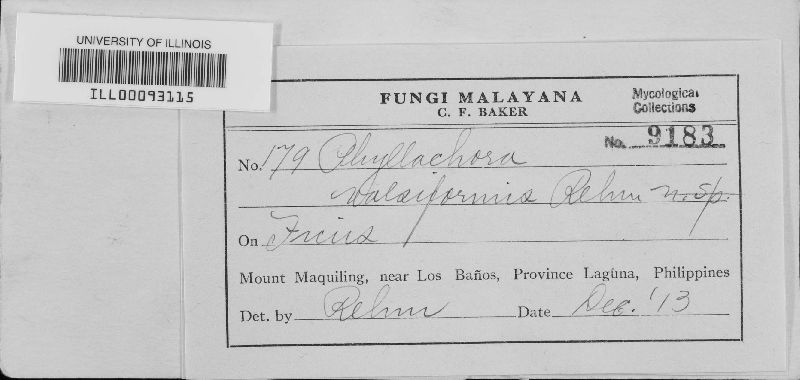 UNIVERSITY OF ILLINOIS
ILL00093115
FUNGI MALAYANA
C. F. BAKER
Mycological
Collections
No. 9183
No. 179 Phyllachora
valsiformis Rehm n. sp.
On Ficus
Mount Maquiling, near Los Baños, Province Laguna, Philippines
Det. by Rehm Date Dec. '13